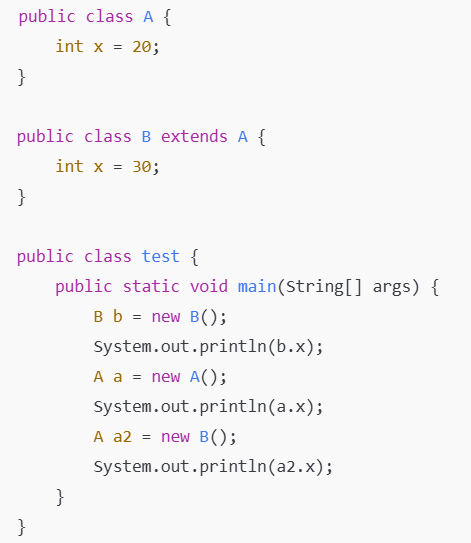 public class A {
    int x = 20;
}

public class B extends A {
    int x = 30;
}

public class test {
    public static void main(String[] args) {
        B b = new B();
        System.out.println(b.x);
        A a = new A();
        System.out.println(a.x);
        A a2 = new B();
        System.out.println(a2.x);
    }
}